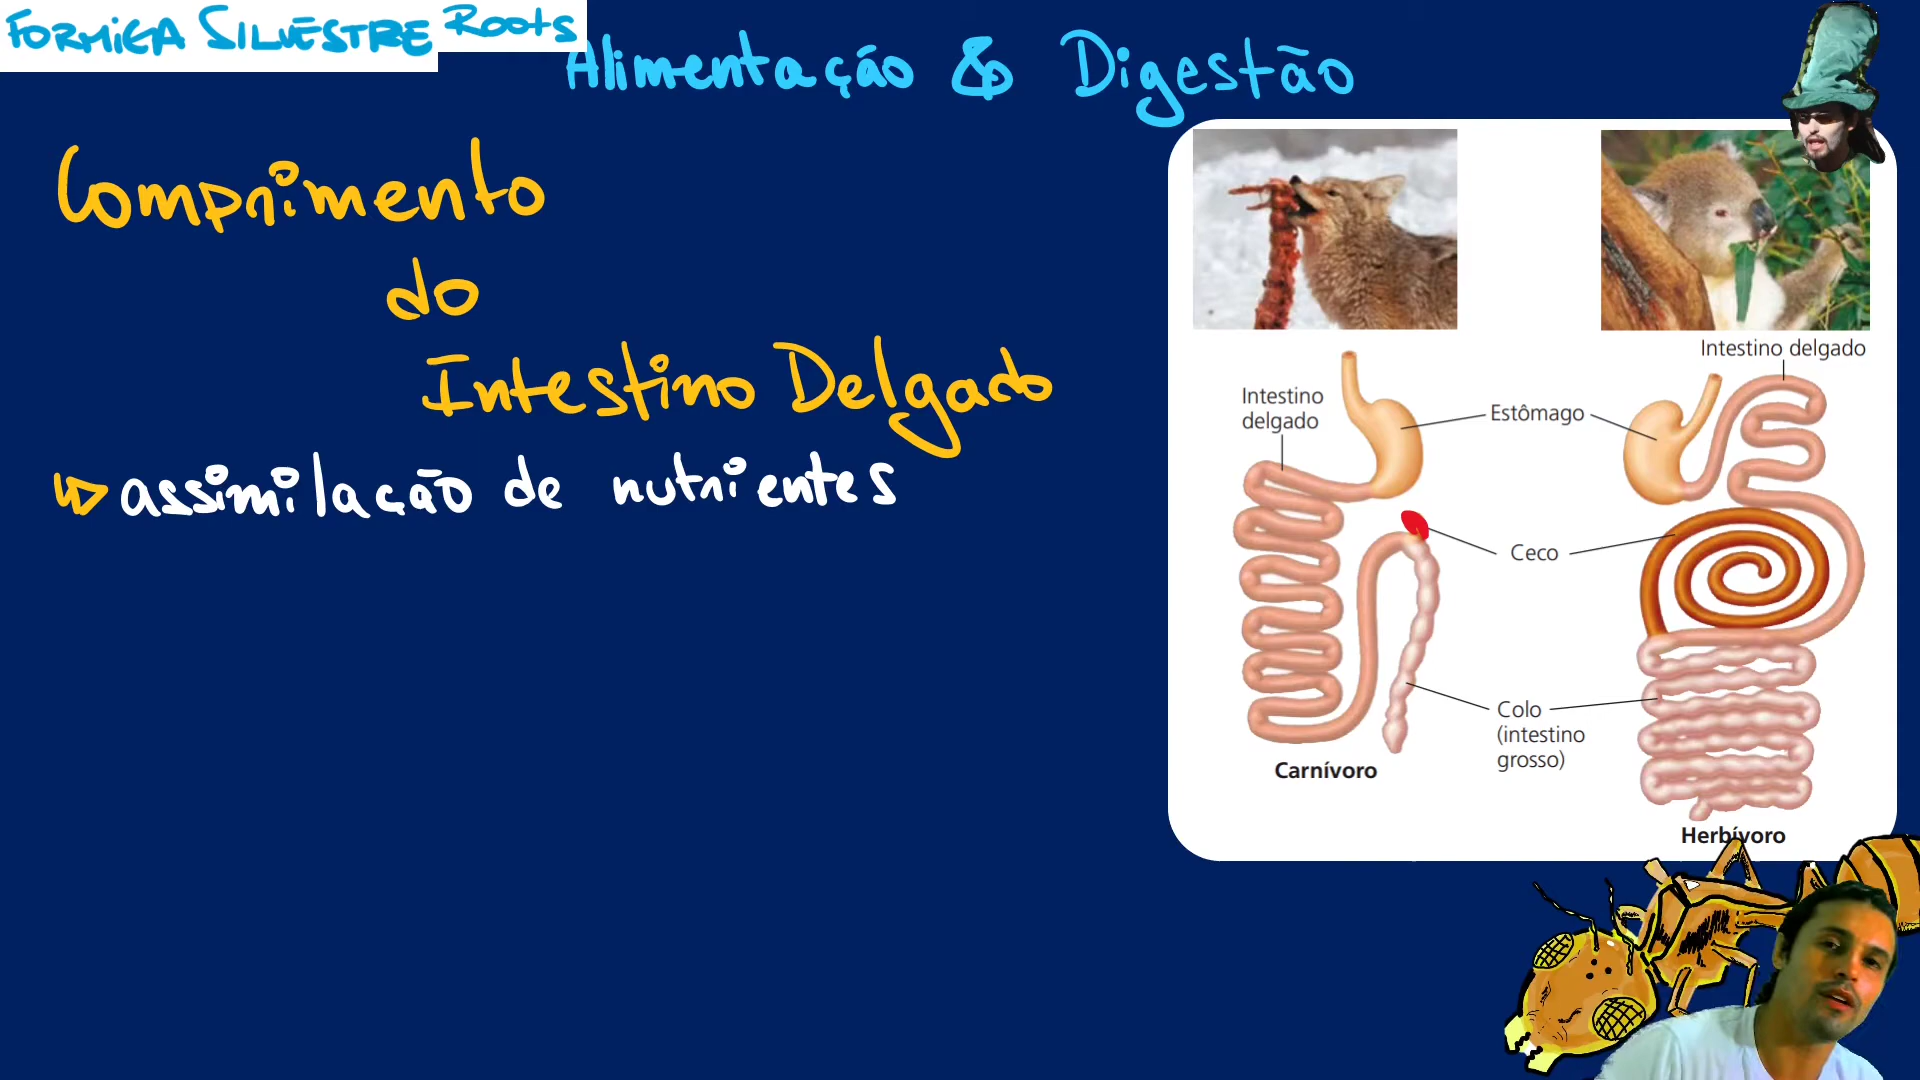 FORMIGA SILVESTRE Roots
Alimentação & Digestão
Comprimento
do
Intestino Delgado
assimilação de nutrientes
Intestino delgado
Intestino
delgado
Estômago
Ceco
Colo
(intestino
grosso)
Carnívoro
Herbívoro